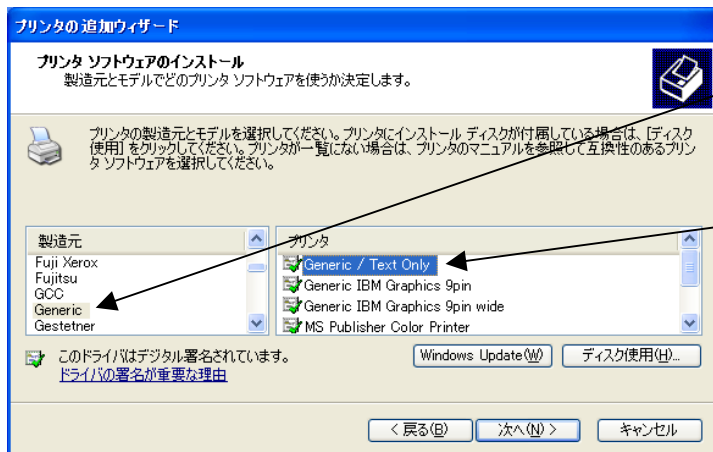 プリンタの追加ウィザード
プリンタ ソフトウェアのインストール
製造元とモデルでどのプリンタ ソフトウェアを使うか決定します。
プリンタの製造元とモデルを選択してください。プリンタにインストール ディスクが付属している場合は、[ディスク
使用] をクリックしてください。プリンタが一覧にない場合は、プリンタのマニュアルを参照して互換性のあるプリン
タ ソフトウェアを選択してください。
製造元
Fuji Xerox
Fujitsu
GCC
Generic
Gestetner
プリンタ
Generic / Text Only
Generic IBM Graphics 9pin
Generic IBM Graphics 9pin wide
MS Publisher Color Printer
このドライバはデジタル署名されています。
ドライバの署名が重要な理由
Windows Update(W)
ディスク使用(H)...
< 戻る(B)
次へ(N) >
キャンセル